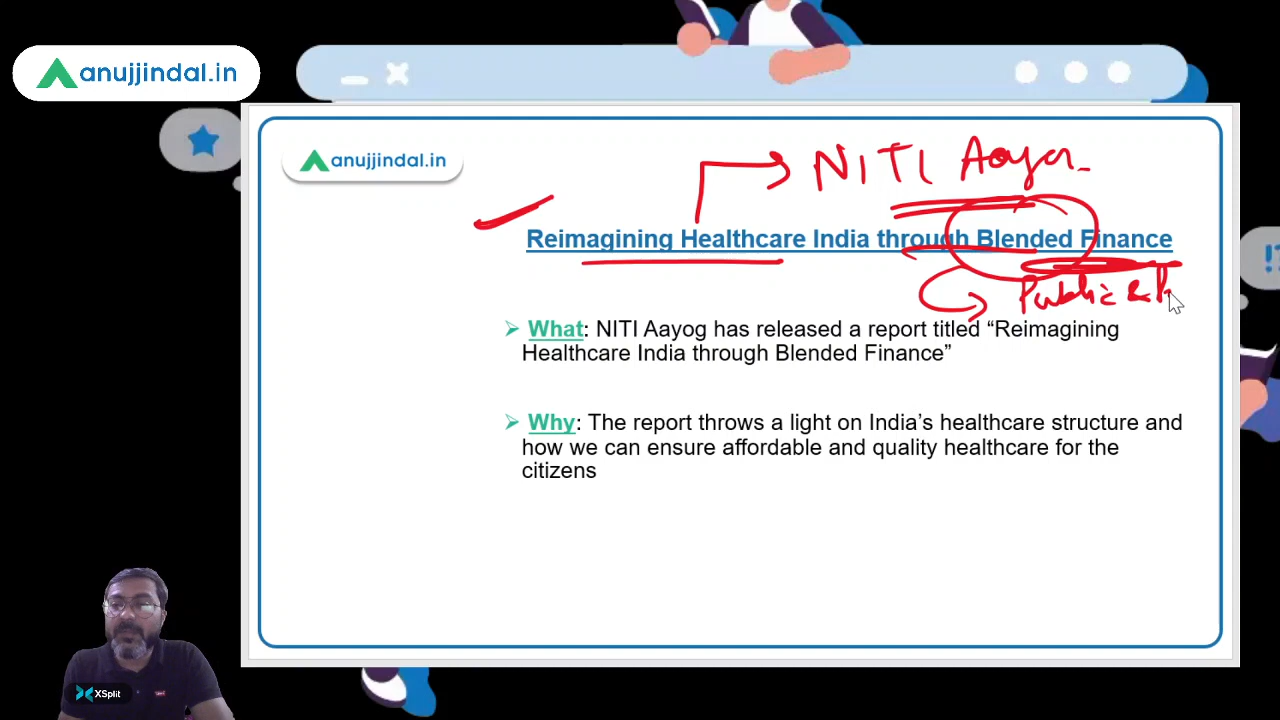 anujjindal.in
anujjindal.in
NITI Aayog
Reimagining Healthcare India through Blended Finance
Public &
What: NITI Aayog has released a report titled “Reimagining
Healthcare India through Blended Finance”
Why: The report throws a light on India’s healthcare structure and
how we can ensure affordable and quality healthcare for the
citizens
XSplit